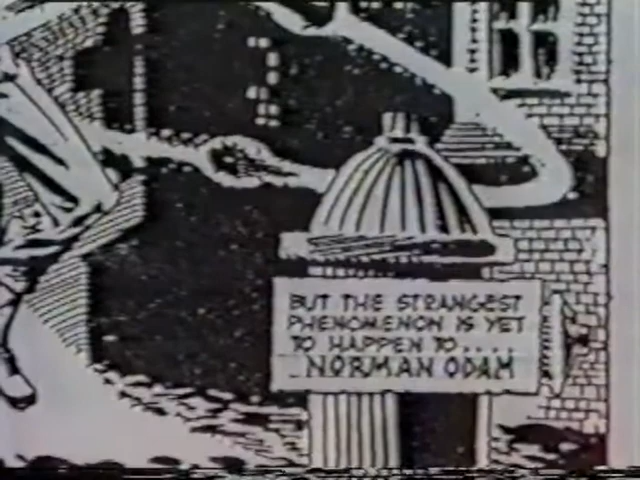 BUT THE STRANGEST
PHENOMENON IS YET
TO HAPPEN TO....
NORMAN ODAM